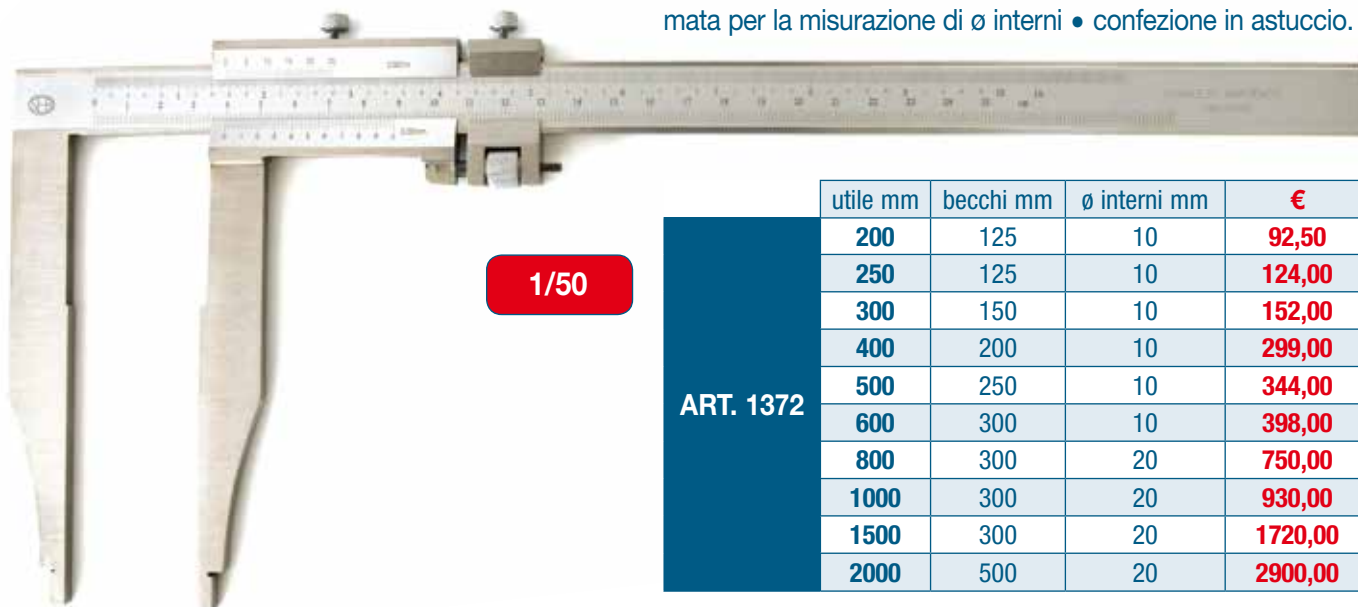 mata per la misurazione di ø interni • confezione in astuccio.
1/50
ART. 1372
utile mm becchi mm ø interni mm €
200 125 10 92,50
250 125 10 124,00
300 150 10 152,00
400 200 10 299,00
500 250 10 344,00
600 300 10 398,00
800 300 20 750,00
1000 300 20 930,00
1500 300 20 1720,00
2000 500 20 2900,00